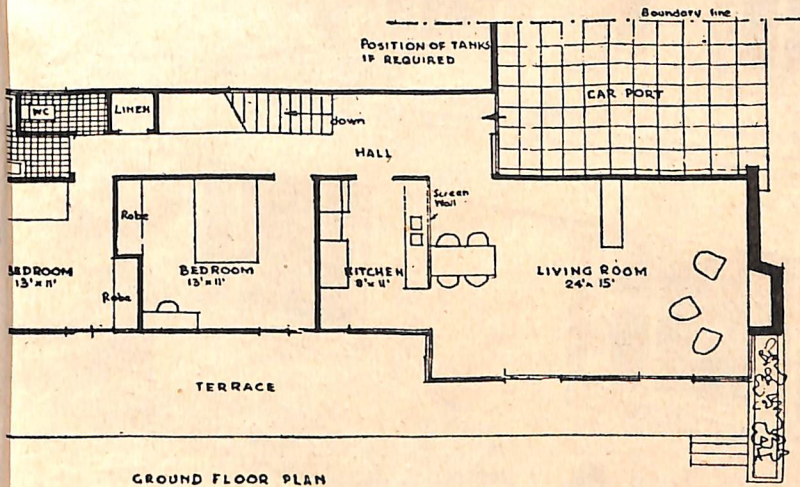 Boundary line
POSITION OF TANKS
IF REQUIRED
CAR PORT
WC
LINEN
down
HALL
Screen
Wall
Robe
BEDROOM
13' x 11'
BEDROOM
13' x 11'
KITCHEN
8' x 11'
LIVING ROOM
24' x 15'
Robe
TERRACE
GROUND FLOOR PLAN